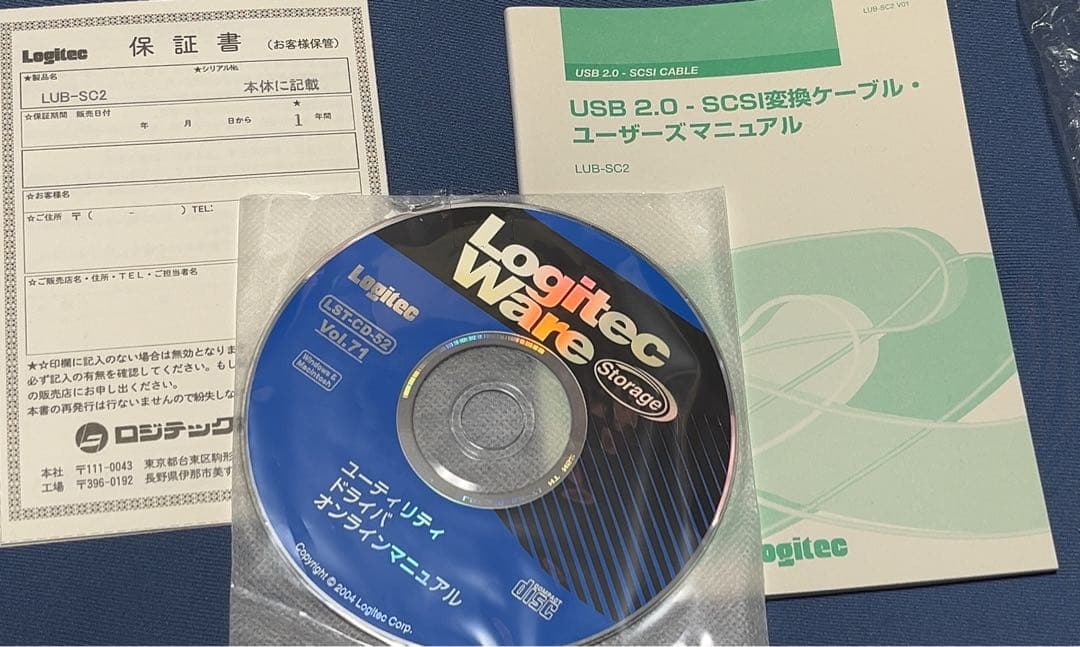 Logitec
保証書
(お客様保管)
★製品名
★シリアル№
LUB-SC2
本体に記載
☆保証期間 販売日付
年 月 日から
★
1 年間
☆お客様名
☆ご住所 〒( - ) TEL:
☆ご販売店名・住所・TEL・ご担当者名
★☆印欄に記入のない場合は無効となりま
必ず記入の有無を確認してください。もし
の販売店にお申し出ください。
本書の再発行は行ないませんので紛失しな
ロジテック
本社 〒111-0043 東京都台東区駒形
工場 〒396-0192 長野県伊那市美す
LUB-SC2 V01
USB 2.0 - SCSI CABLE
USB 2.0 - SCSI変換ケーブル・
ユーザーズマニュアル
LUB-SC2
ogitec
Logitec
Ware
Storage
Logitec
LST-CD-52
Vol.71
Windows &
Macintosh
ユーティリティ
ドライバ
オンラインマニュアル
Copyright © 2004 Logitec Corp.
COMPACT
disc